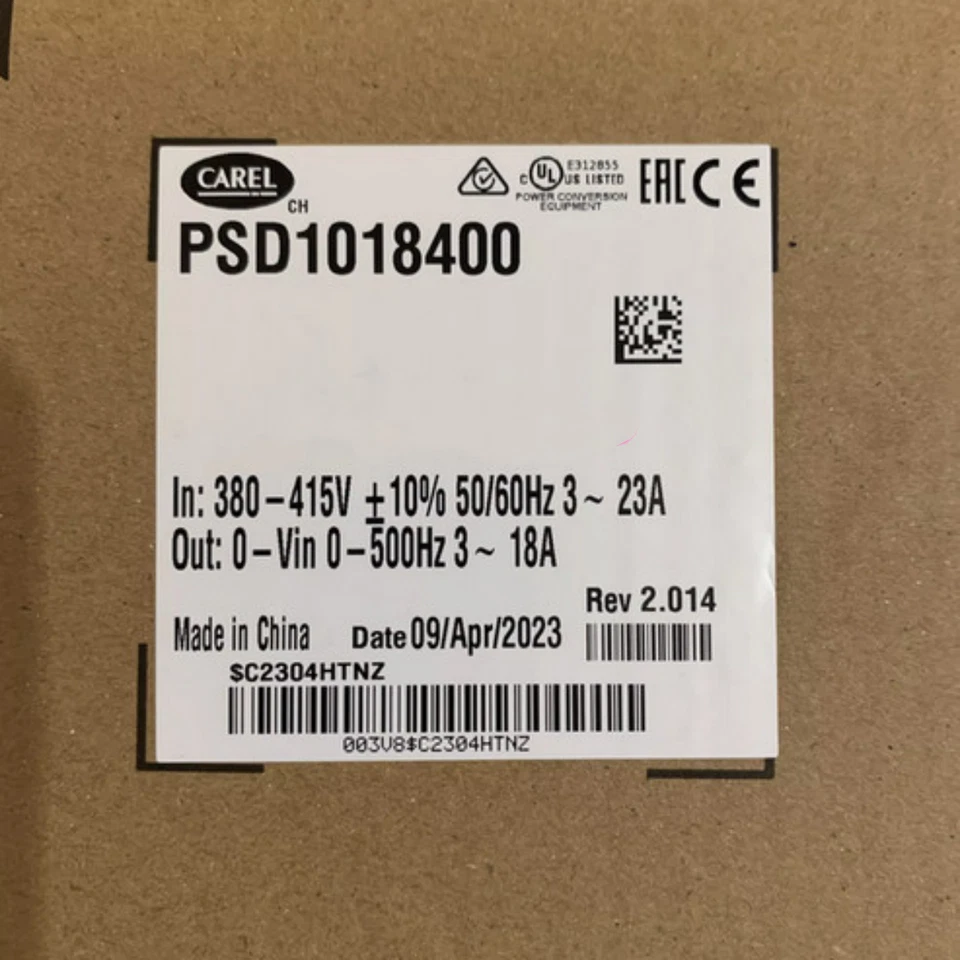 CAREL
CH
C UL US LISTED
E312855
POWER CONVERSION
EQUIPMENT
EAC CE
PSD1018400
In: 380-415V ±10% 50/60Hz 3~ 23A
Out: 0-Vin 0-500Hz 3~ 18A
Rev 2.014
Made in China Date 09/Apr/2023
$C2304HTNZ
003V8$C2304HTNZ